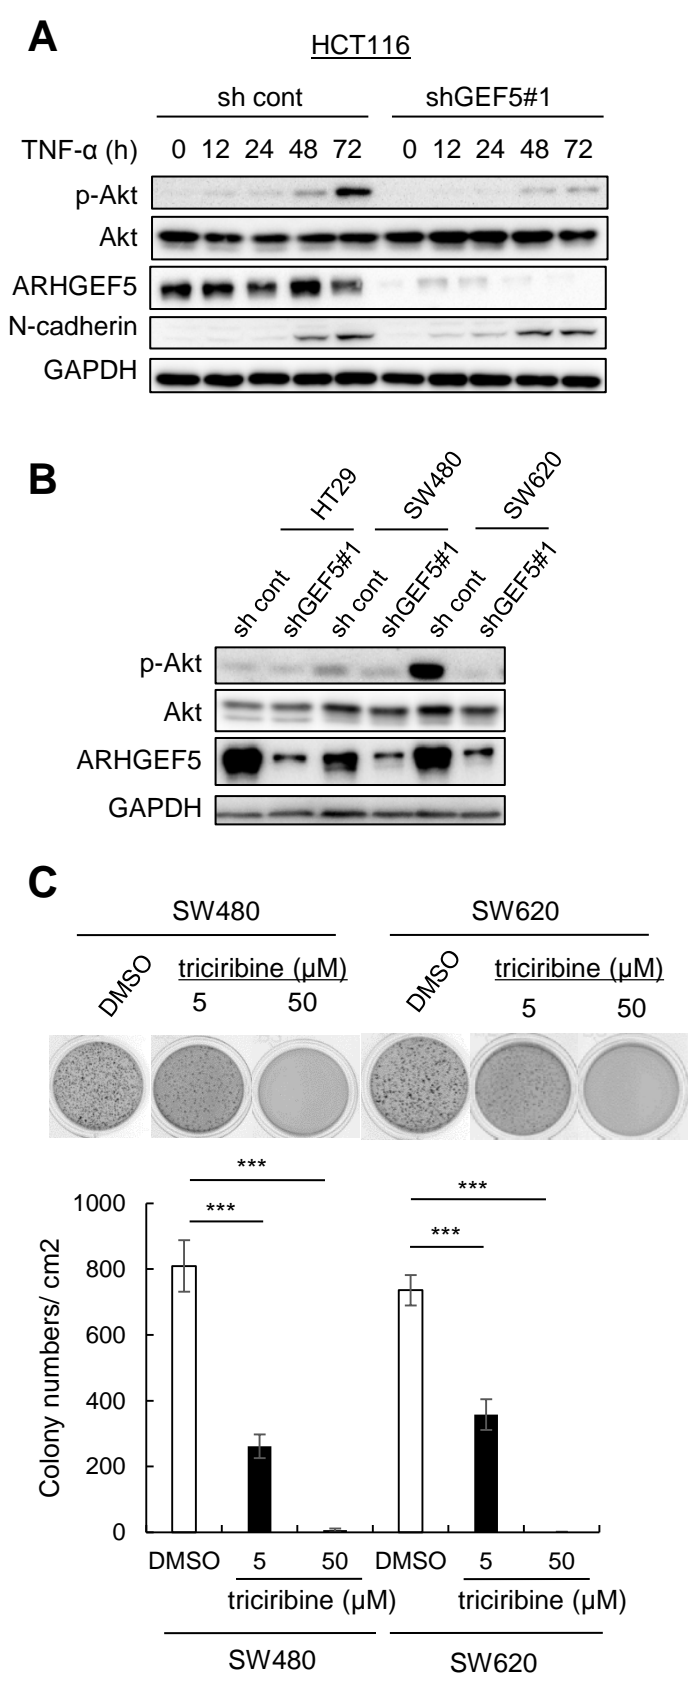 A
HCT116
sh cont shGEF5#1
TNF-α (h) 0 12 24 48 72 0 12 24 48 72
p-Akt
Akt
ARHGEF5
N-cadherin
GAPDH
B
HT29 SW480 SW620
sh cont shGEF5#1 sh cont shGEF5#1 sh cont shGEF5#1
p-Akt
Akt
ARHGEF5
GAPDH
C
SW480 SW620
DMSO triciribine (µM) DMSO triciribine (µM)
5 50 5 50
*** ***
*** ***
Colony numbers/ cm2
1000
800
600
400
200
0
DMSO 5 50 DMSO 5 50
triciribine (µM) triciribine (µM)
SW480 SW620